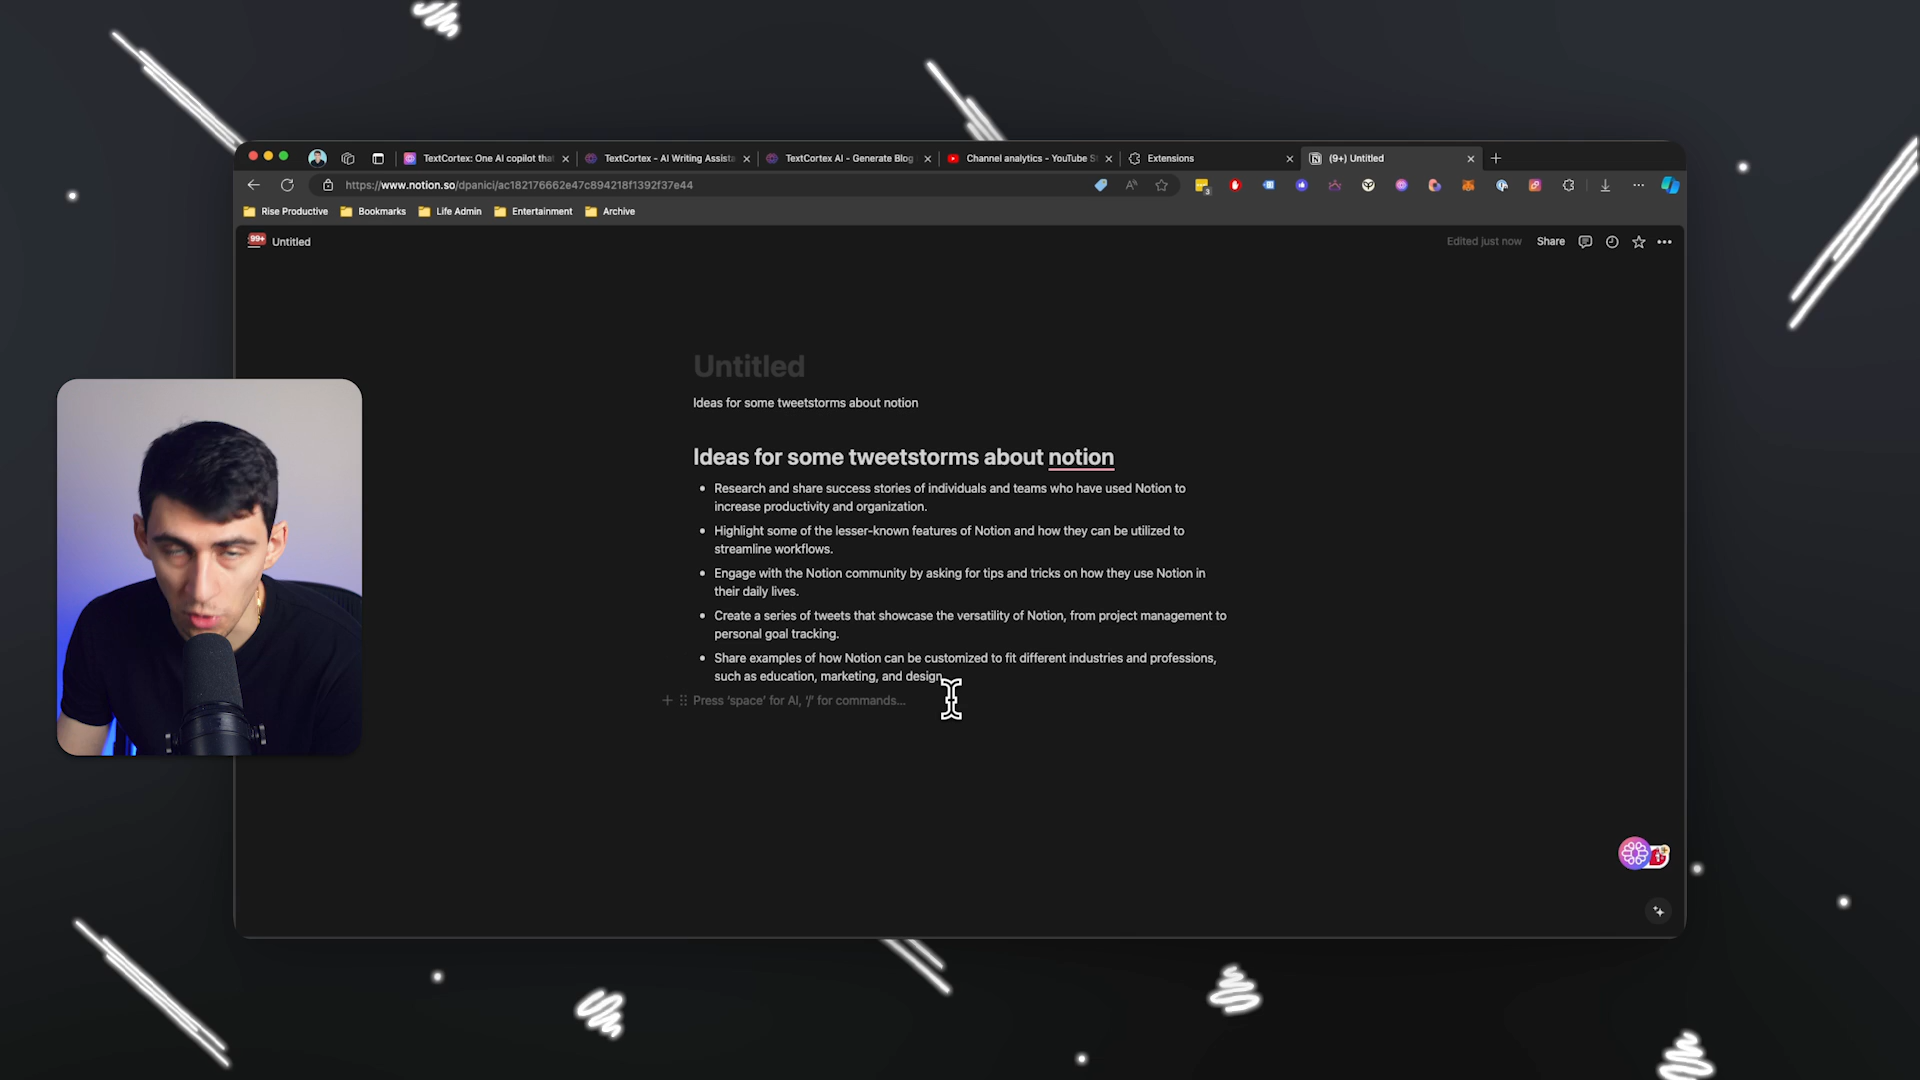 TextCortex: One AI copilot tha
TextCortex - AI Writing Assista
TextCortex AI - Generate Blog
Channel analytics - YouTube S
Extensions
(9+) Untitled
https://www.notion.so/dpanici/ac182176662e47c894218f1392f37e44
3
Rise Productive
Bookmarks
Life Admin
Entertainment
Archive
99+
Untitled
Edited just now
Share
Untitled
Ideas for some tweetstorms about notion
Ideas for some tweetstorms about notion
• Research and share success stories of individuals and teams who have used Notion to
increase productivity and organization.
• Highlight some of the lesser-known features of Notion and how they can be utilized to
streamline workflows.
• Engage with the Notion community by asking for tips and tricks on how they use Notion in
their daily lives.
• Create a series of tweets that showcase the versatility of Notion, from project management to
personal goal tracking.
• Share examples of how Notion can be customized to fit different industries and professions,
such as education, marketing, and design.
Press ‘space’ for AI, ‘/’ for commands…